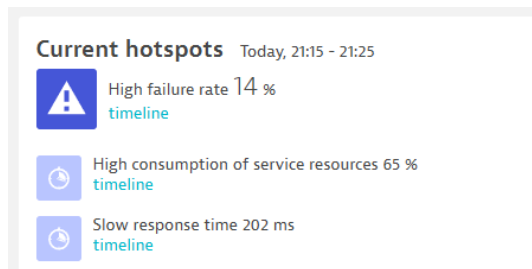 Current hotspots Today, 21:15 - 21:25
High failure rate 14 %
timeline
High consumption of service resources 65 %
timeline
Slow response time 202 ms
timeline